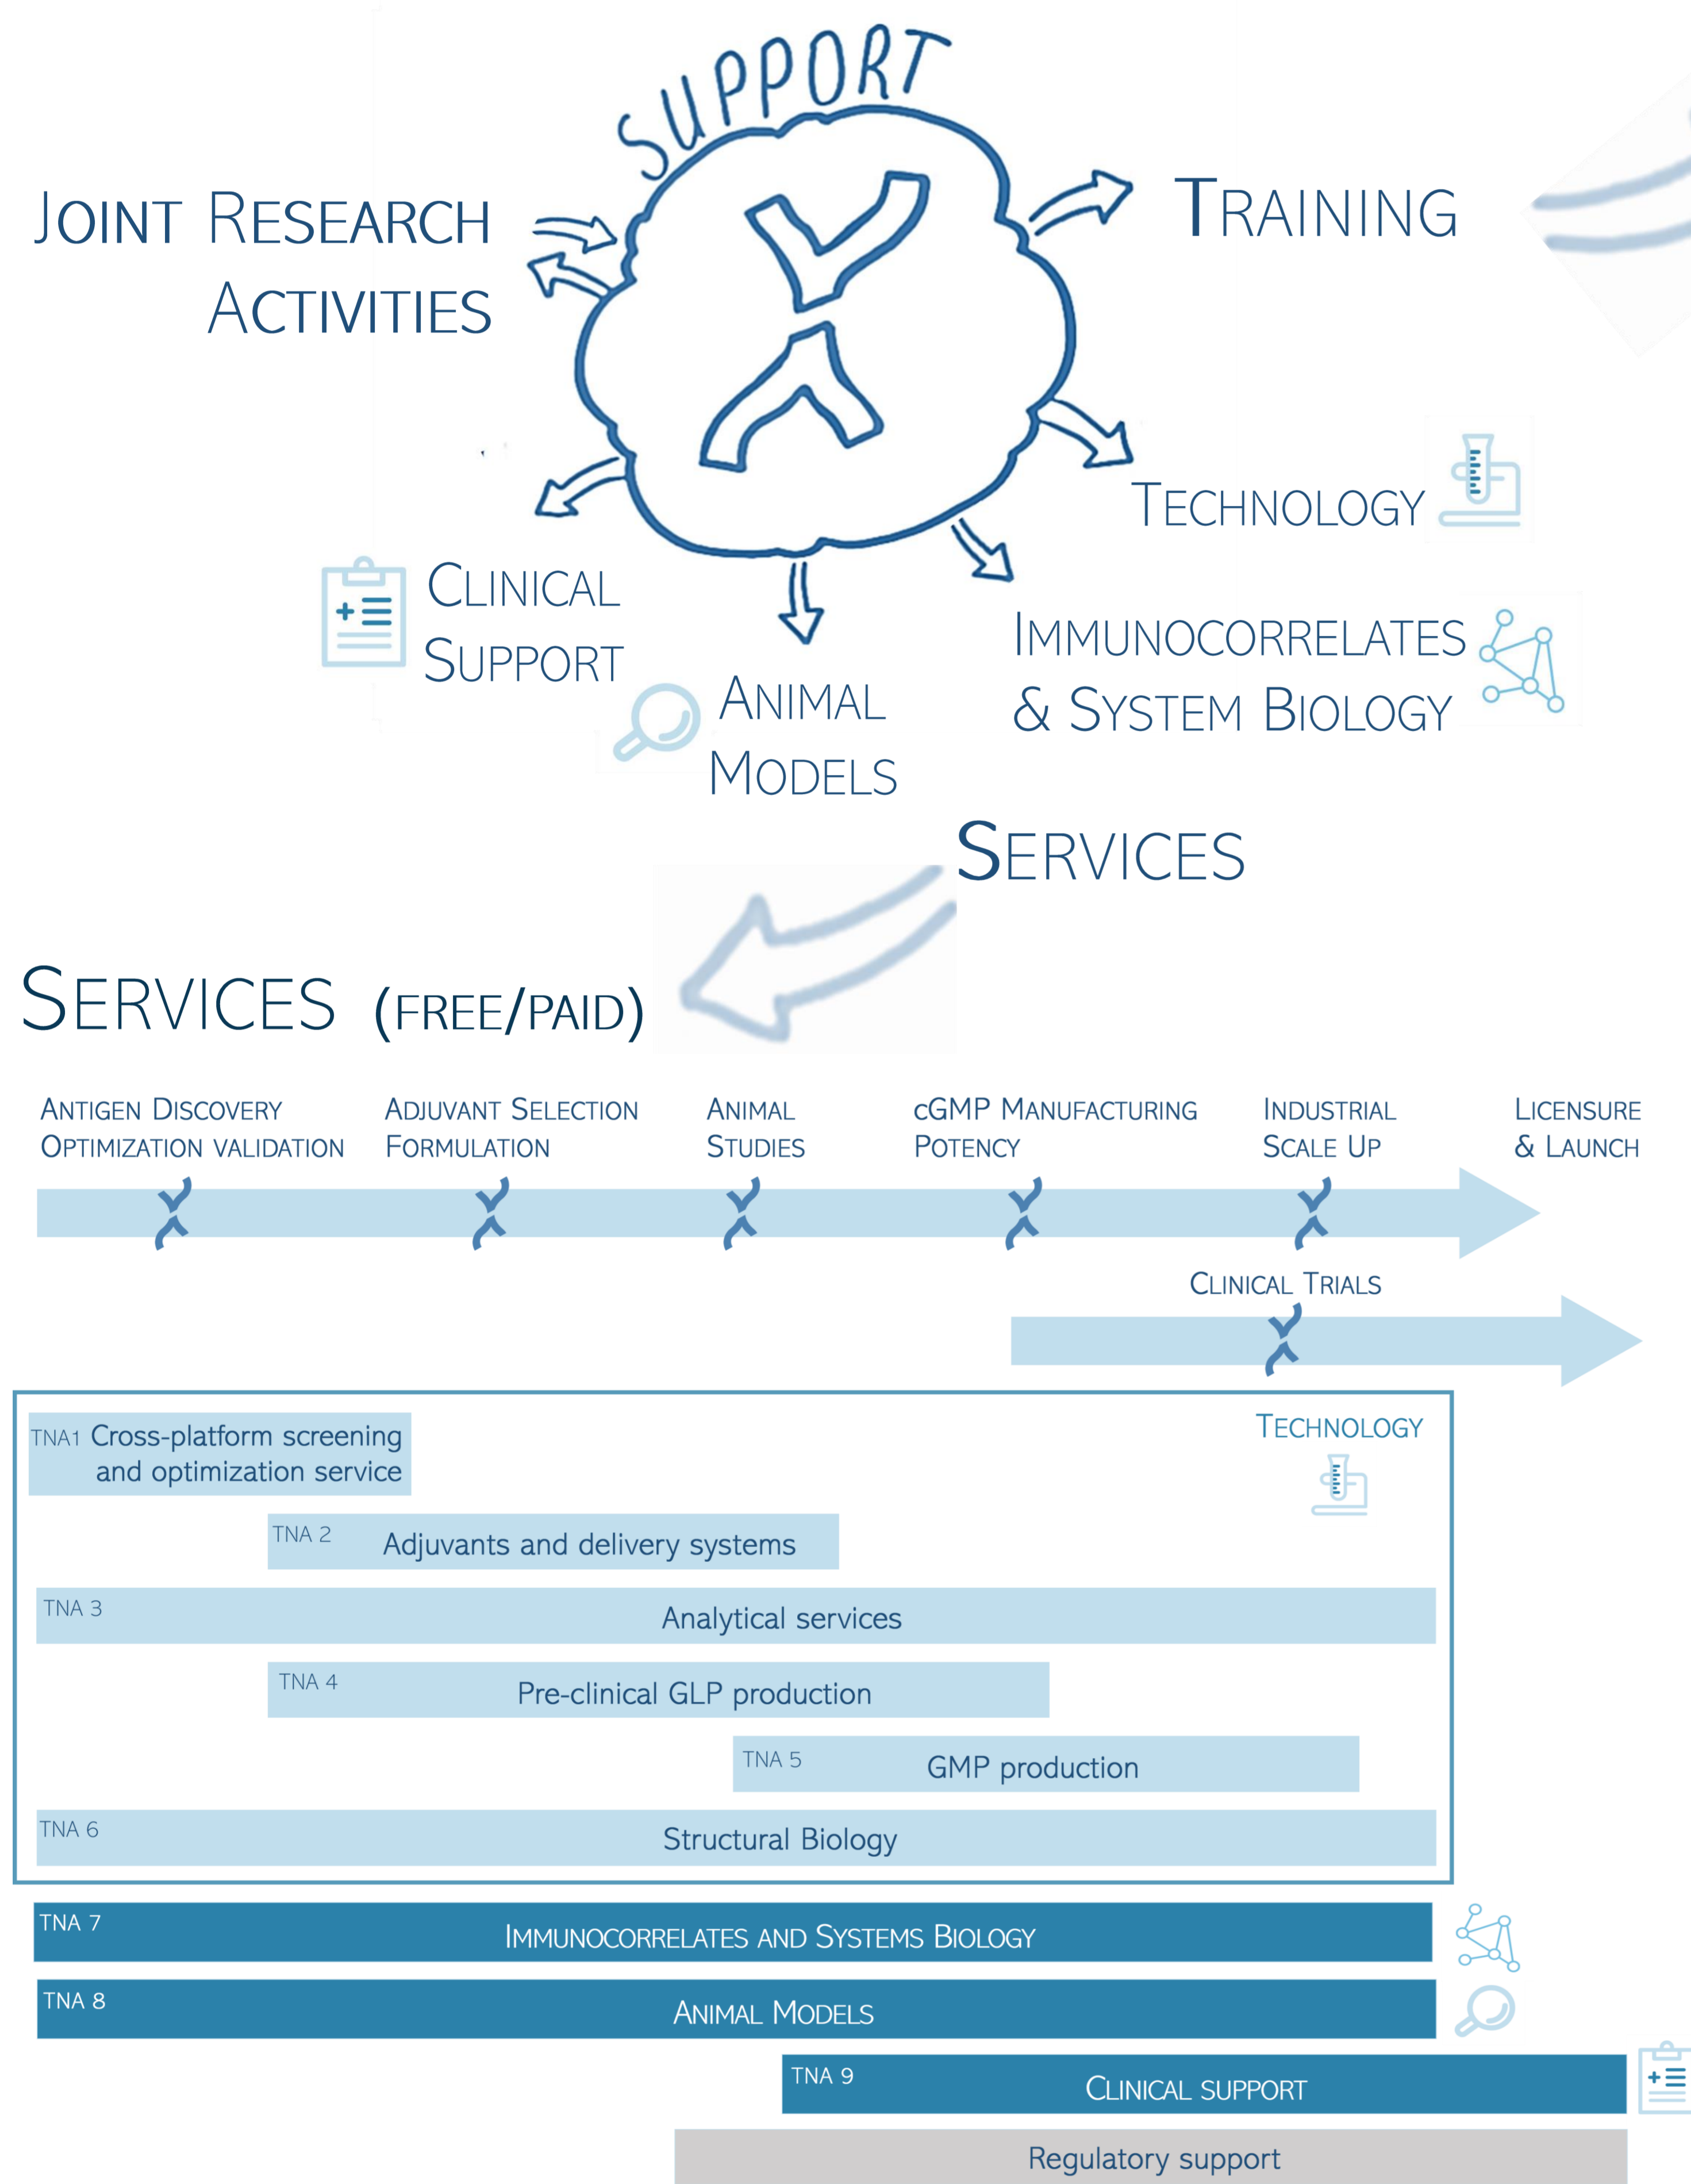 SUPPORT
JOINT RESEARCH
ACTIVITIES
TRAINING
TECHNOLOGY
CLINICAL
SUPPORT
IMMUNOCORRELATES
& SYSTEM BIOLOGY
ANIMAL
MODELS
SERVICES
SERVICES (FREE/PAID)
ANTIGEN DISCOVERY
OPTIMIZATION VALIDATION
ADJUVANT SELECTION
FORMULATION
ANIMAL
STUDIES
cGMP MANUFACTURING
POTENCY
INDUSTRIAL
SCALE UP
LICENSURE
& LAUNCH
CLINICAL TRIALS
TECHNOLOGY
TNA1 Cross-platform screening
and optimization service
TNA 2 Adjuvants and delivery systems
TNA 3 Analytical services
TNA 4 Pre-clinical GLP production
TNA 5 GMP production
TNA 6 Structural Biology
TNA 7 IMMUNOCORRELATES AND SYSTEMS BIOLOGY
TNA 8 ANIMAL MODELS
TNA 9 CLINICAL SUPPORT
Regulatory support